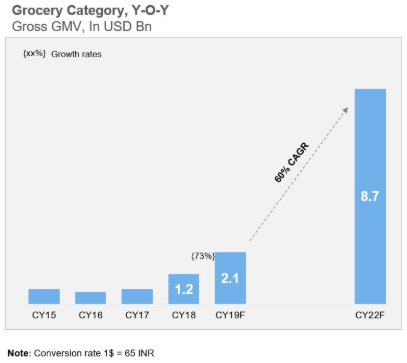 Grocery Category, Y-O-Y
Gross GMV, In USD Bn
{xx%} Growth rates
60% CAGR
8.7
{73%}
1.2
2.1
CY15 CY16 CY17 CY18 CY19F CY22F
Note: Conversion rate 1$ = 65 INR